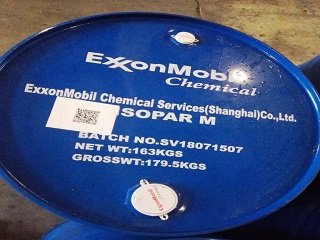 ExxonMobil
Chemical
ExxonMobil Chemical Services(Shanghai)Co.,Ltd.
SOPAR M
BATCH NO.SV18071507
NET WT:163KGS
GROSSWT:179.5KGS